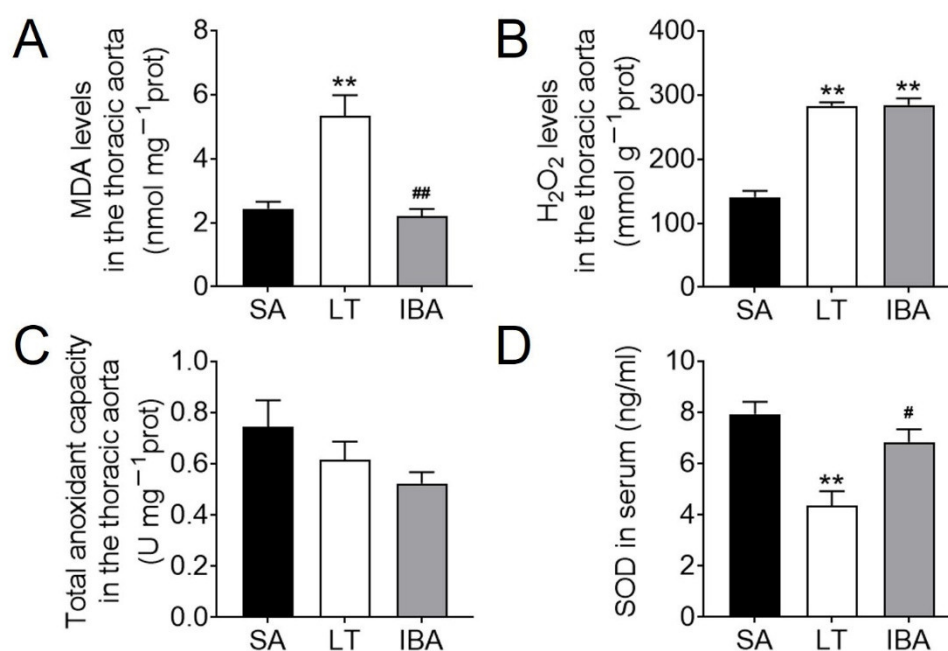 A
MDA levels
in the thoracic aorta
(nmol mg⁻¹prot)
8
6
4
2
0
**
##
SA LT IBA
B
H₂O₂ levels
in the thoracic aorta
(mmol g⁻¹prot)
400
300
200
100
0
**
**
SA LT IBA
C
Total anoxidant capacity
in the thoracic aorta
(U mg⁻¹prot)
1.0
0.8
0.6
0.4
0.2
0.0
SA LT IBA
D
SOD in serum (ng/ml)
10
8
6
4
2
0
**
#
SA LT IBA